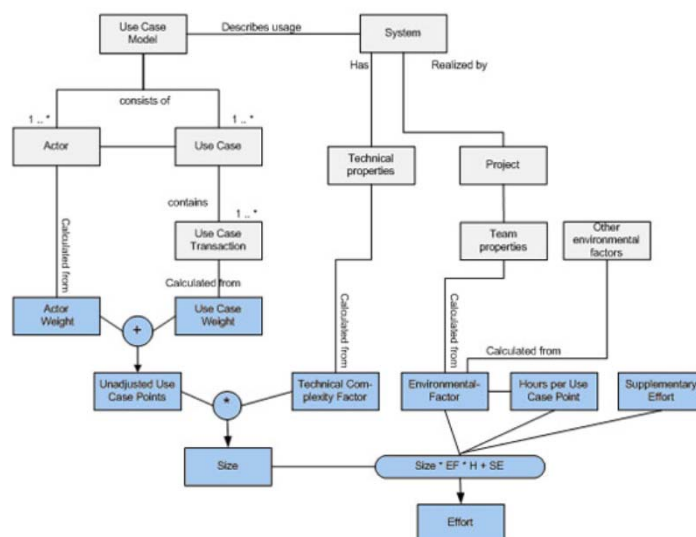 Use Case
Model
Describes usage
System
Has
Realized by
consists of
1 .. *
1 .. *
Actor
Use Case
Technical
properties
Project
contains
1 .. *
Use Case
Transaction
Team
properties
Other
environmental
factors
Calculated from
Calculated from
Calculated from
Calculated from
Calculated from
Actor
Weight
Use Case
Weight
+
Unadjusted Use
Case Points
*
Technical Com-
plexity Factor
Environmental-
Factor
Hours per Use
Case Point
Supplementary
Effort
Size
Size * EF * H + SE
Effort